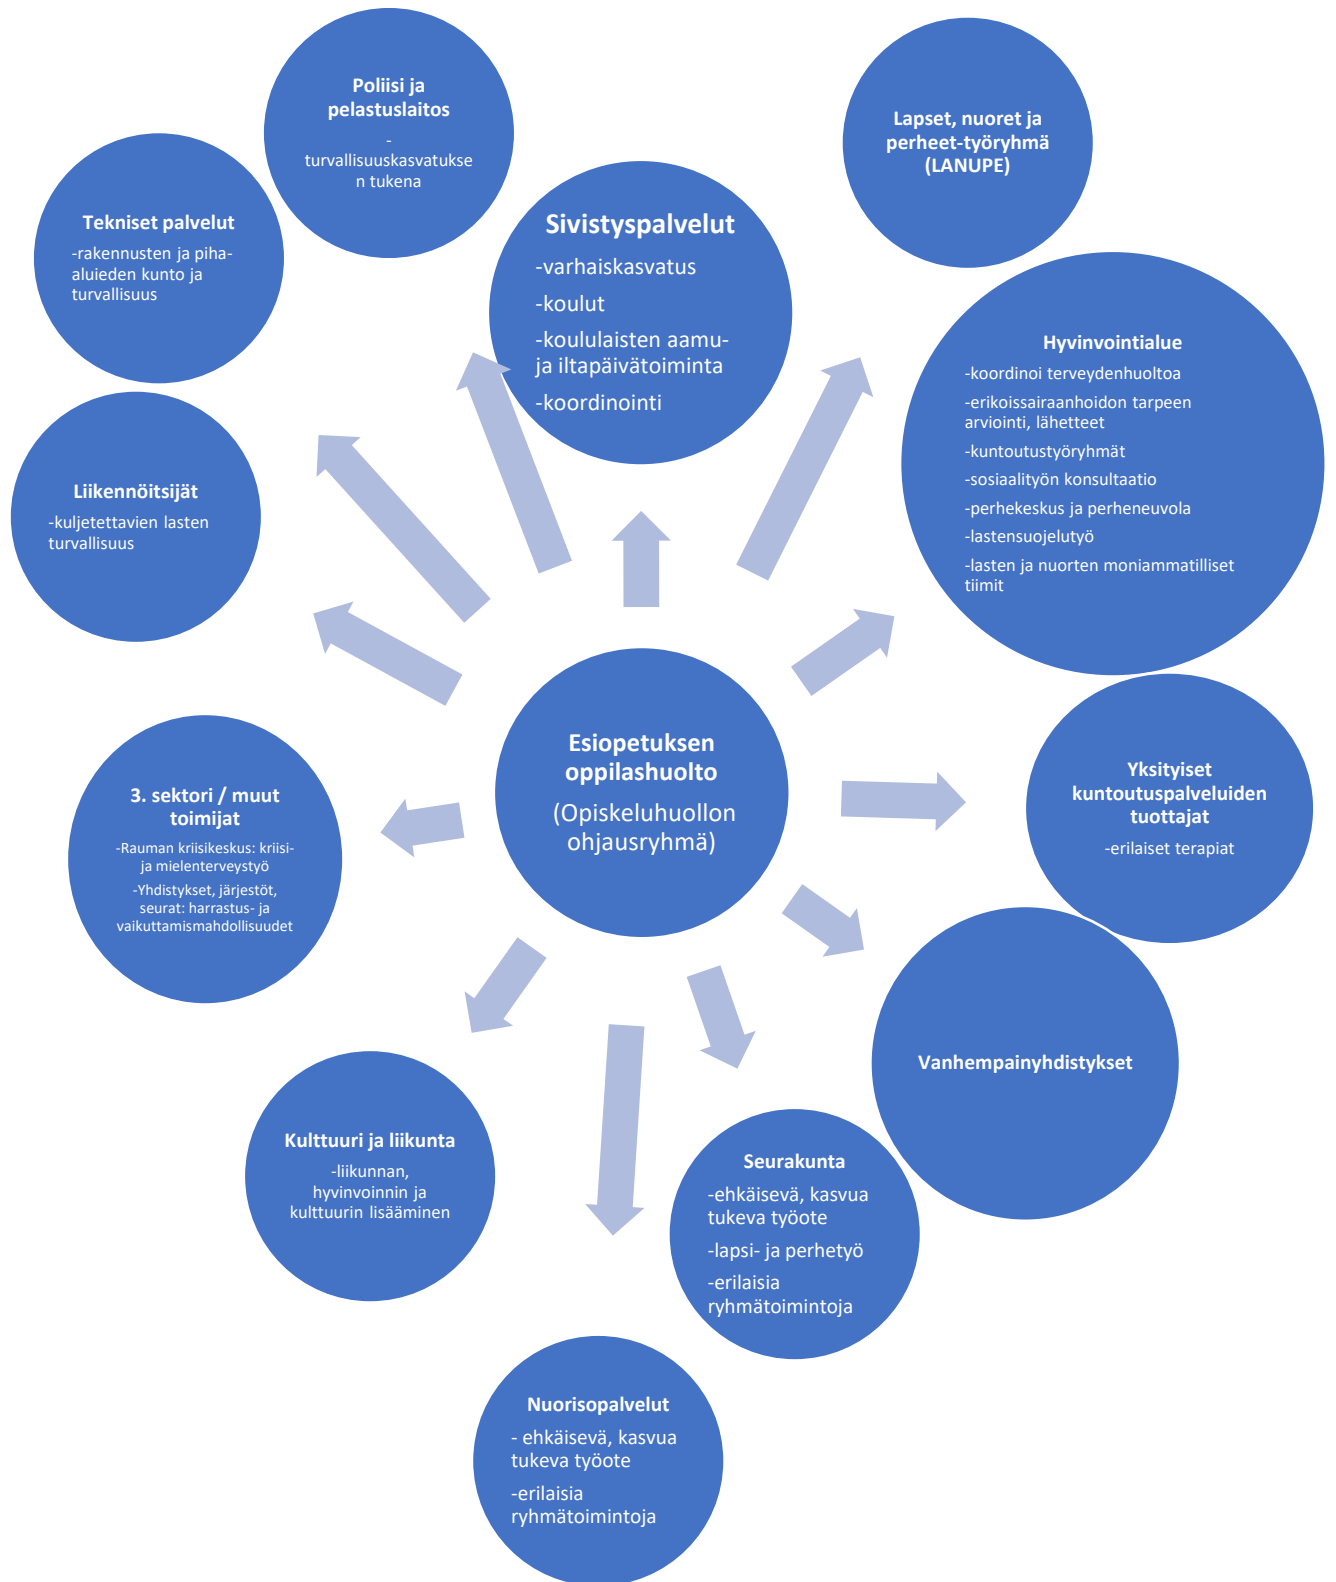 Poliisi ja
pelastuslaitos
-
turvallisuuskasvatukse
n tukena
Lapset, nuoret ja
perheet-työryhmä
(LANUPE)
Tekniset palvelut
-rakennusten ja piha-
alueiden kunto ja
turvallisuus
Sivistyspalvelut
-varhaiskasvatus
-koulut
-koululaisten aamu-
ja iltapäivätoiminta
-koordinointi
Hyvinvointialue
-koordinoi terveydenhuoltoa
-erikoissairaanhoidon tarpeen
arviointi, lähetteet
-kuntoutustyöryhmät
-sosiaalityön konsultaatio
-perhekeskus ja perheneuvola
-lastensuojelutyö
-lasten ja nuorten moniammatilliset
tiimit
Liikennöitsijät
-kuljetettavien lasten
turvallisuus
Esiopetuksen
oppilashuolto
(Opiskeluhuollon
ohjausryhmä)
3. sektori / muut
toimijat
-Rauman kriisikeskus: kriisi-
ja mielenterveystyö
-Yhdistykset, järjestöt,
seurat: harrastus- ja
vaikuttamismahdollisuudet
Yksityiset
kuntoutuspalveluiden
tuottajat
-erilaiset terapiat
Vanhempainyhdistykset
Kulttuuri ja liikunta
-liikunnan,
hyvinvoinnin ja
kulttuurin lisääminen
Seurakunta
-ehkäisevä, kasvua
tukeva työote
-lapsi- ja perhetyö
-erilaisia
ryhmätoimintoja
Nuorisopalvelut
- ehkäisevä, kasvua
tukeva työote
-erilaisia
ryhmätoimintoja